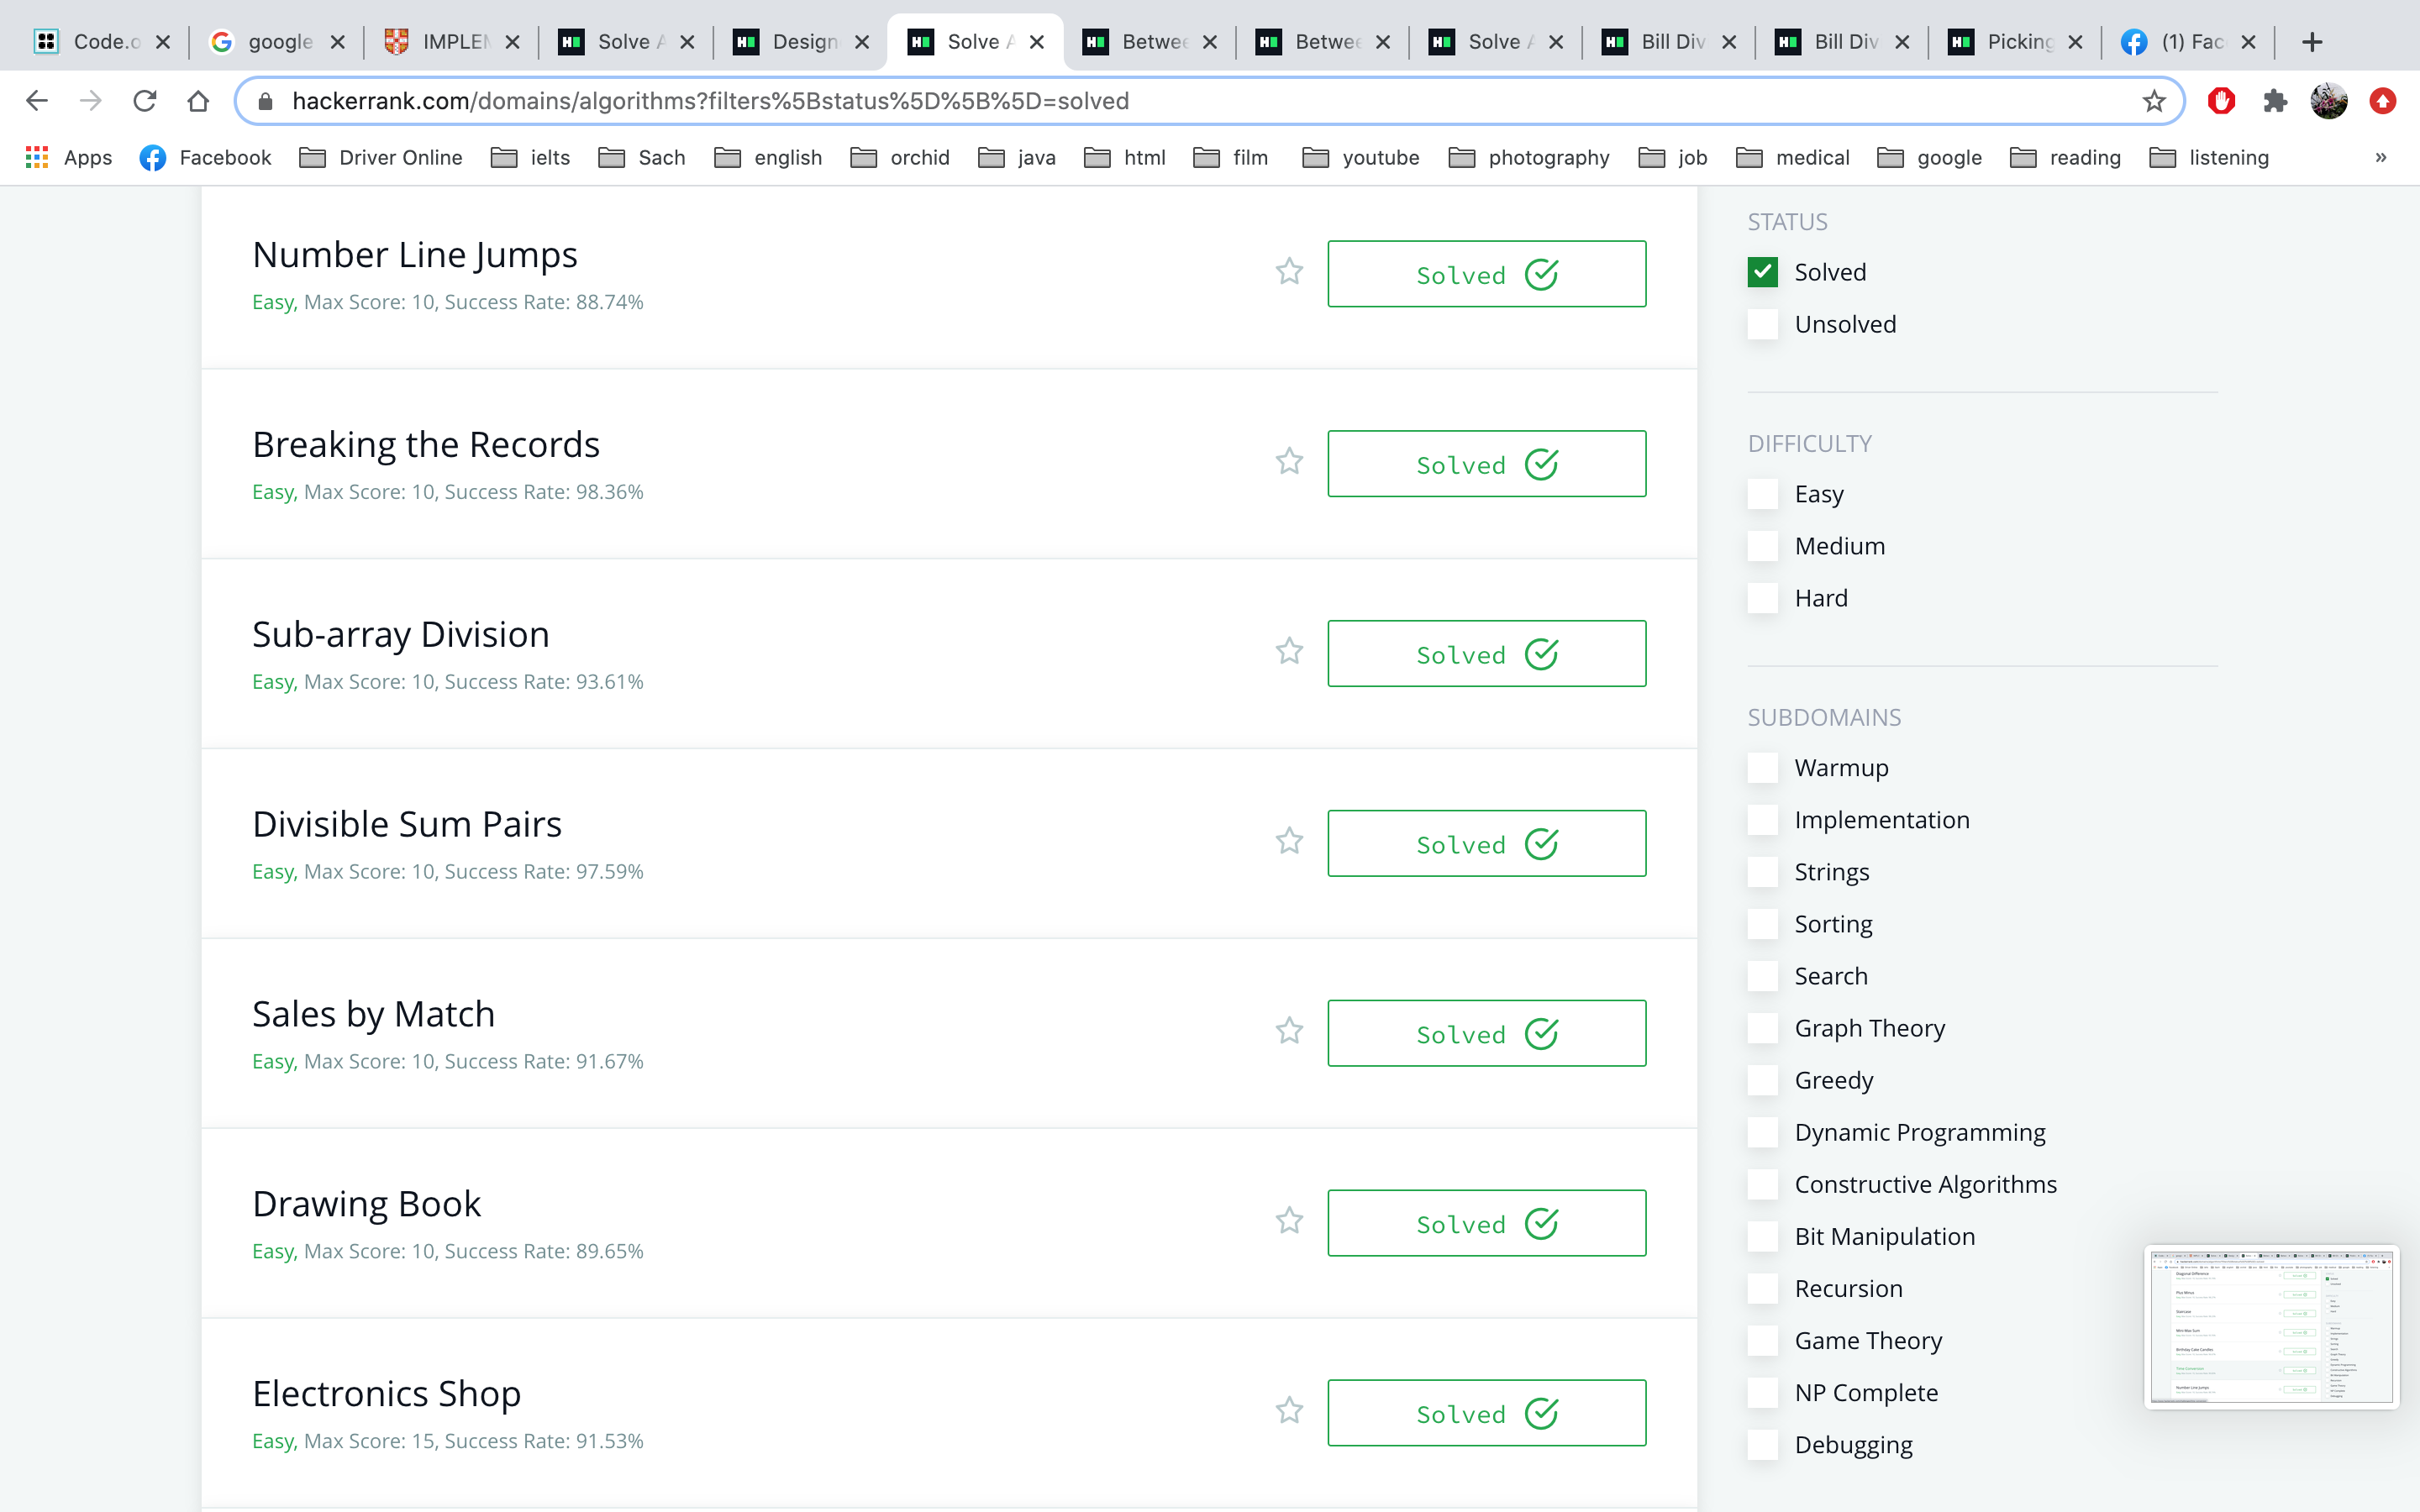 Code.o
google
IMPLEM
Solve A
Design
Solve A
Betwee
Betwee
Solve A
Bill Div
Bill Div
Picking
(1) Fac
hackerrank.com/domains/algorithms?filters%5Bstatus%5D%5B%5D=solved
Apps
Facebook
Driver Online
ielts
Sach
english
orchid
java
html
film
youtube
photography
job
medical
google
reading
listening
»
Number Line Jumps
Easy, Max Score: 10, Success Rate: 88.74%
Solved
Breaking the Records
Easy, Max Score: 10, Success Rate: 98.36%
Solved
Sub-array Division
Easy, Max Score: 10, Success Rate: 93.61%
Solved
Divisible Sum Pairs
Easy, Max Score: 10, Success Rate: 97.59%
Solved
Sales by Match
Easy, Max Score: 10, Success Rate: 91.67%
Solved
Drawing Book
Easy, Max Score: 10, Success Rate: 89.65%
Solved
Electronics Shop
Easy, Max Score: 15, Success Rate: 91.53%
Solved
STATUS
Solved
Unsolved
DIFFICULTY
Easy
Medium
Hard
SUBDOMAINS
Warmup
Implementation
Strings
Sorting
Search
Graph Theory
Greedy
Dynamic Programming
Constructive Algorithms
Bit Manipulation
Recursion
Game Theory
NP Complete
Debugging